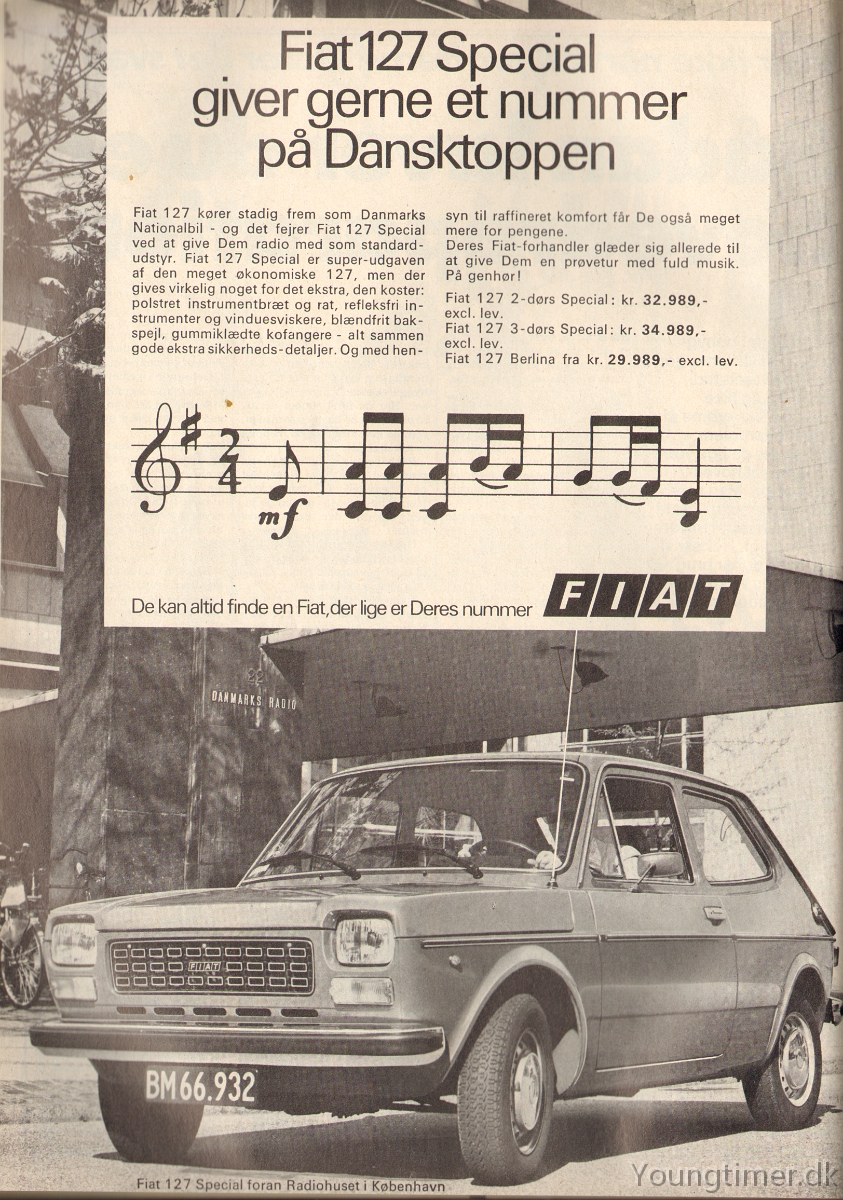 Fiat 127 Special
giver gerne et nummer
på Dansktoppen
Fiat 127 kører stadig frem som Danmarks
Nationalbil - og det fejrer Fiat 127 Special
ved at give Dem radio med som standard-
udstyr. Fiat 127 Special er super-udgaven
af den meget økonomiske 127, men der
gives virkelig noget for det ekstra, den koster:
polstret instrumentbræt og rat, refleksfri in-
strumenter og vinduesviskere, blændfrit bak-
spejl, gummiklædte kofangere - alt sammen
gode ekstra sikkerheds-detaljer. Og med hen-
syn til raffineret komfort får De også meget
mere for pengene.
Deres Fiat-forhandler glæder sig allerede til
at give Dem en prøvetur med fuld musik.
På genhør!
Fiat 127 2-dørs Special: kr. 32.989,-
excl. lev.
Fiat 127 3-dørs Special: kr. 34.989,-
excl. lev.
Fiat 127 Berlina fra kr. 29.989,- excl. lev.
2
4
mf
De kan altid finde en Fiat, der lige er Deres nummer
FIAT
22
DANMARKS RADIO
FIAT
BM 66.932
Fiat 127 Special foran Radiohuset i København
Youngtimer.dk